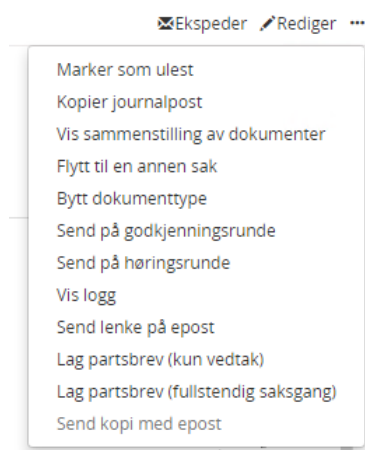 Ekspeder Rediger ...
Marker som ulest
Kopier journalpost
Vis sammenstilling av dokumenter
Flytt til en annen sak
Bytt dokumenttype
Send på godkjenningsrunde
Send på høringsrunde
Vis logg
Send lenke på epost
Lag partsbrev (kun vedtak)
Lag partsbrev (fullstendig saksgang)
Send kopi med epost